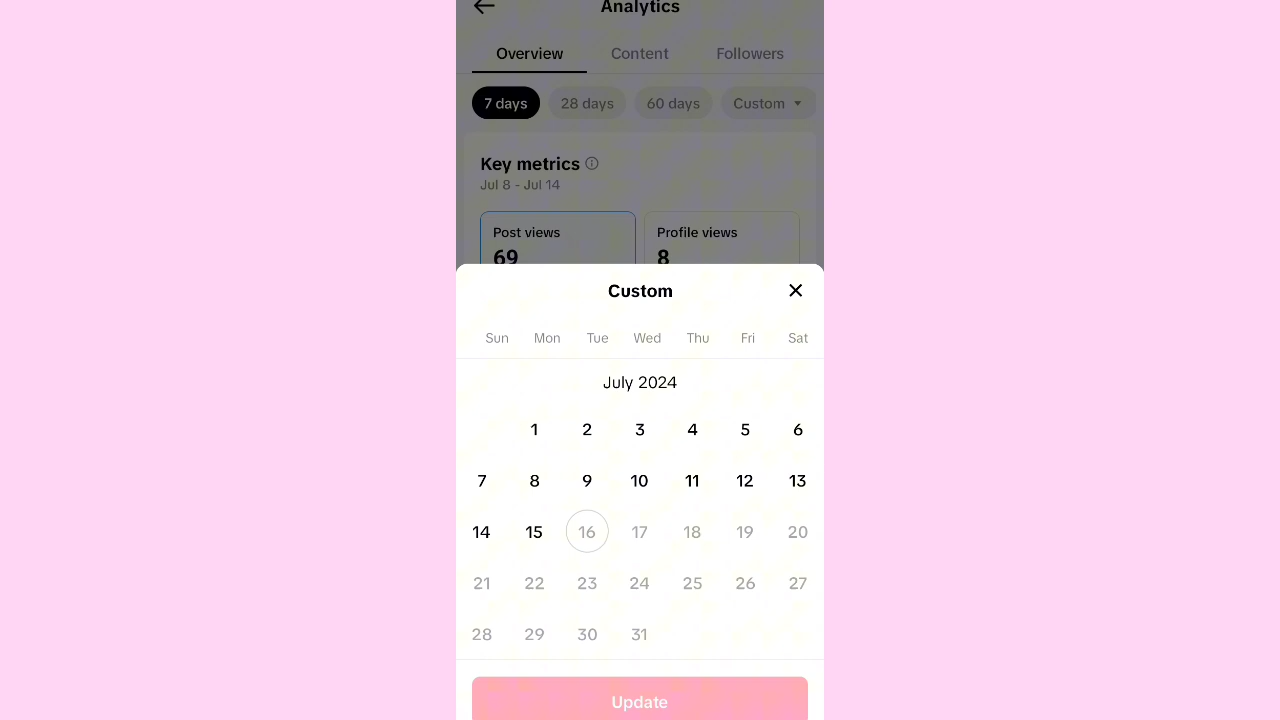 Analytics
Overview Content Followers
7 days 28 days 60 days Custom
Key metrics
Jul 8 - Jul 14
Post views Profile views
69 8
Custom
Sun Mon Tue Wed Thu Fri Sat
July 2024
1 2 3 4 5 6
7 8 9 10 11 12 13
14 15 16 17 18 19 20
21 22 23 24 25 26 27
28 29 30 31
Update